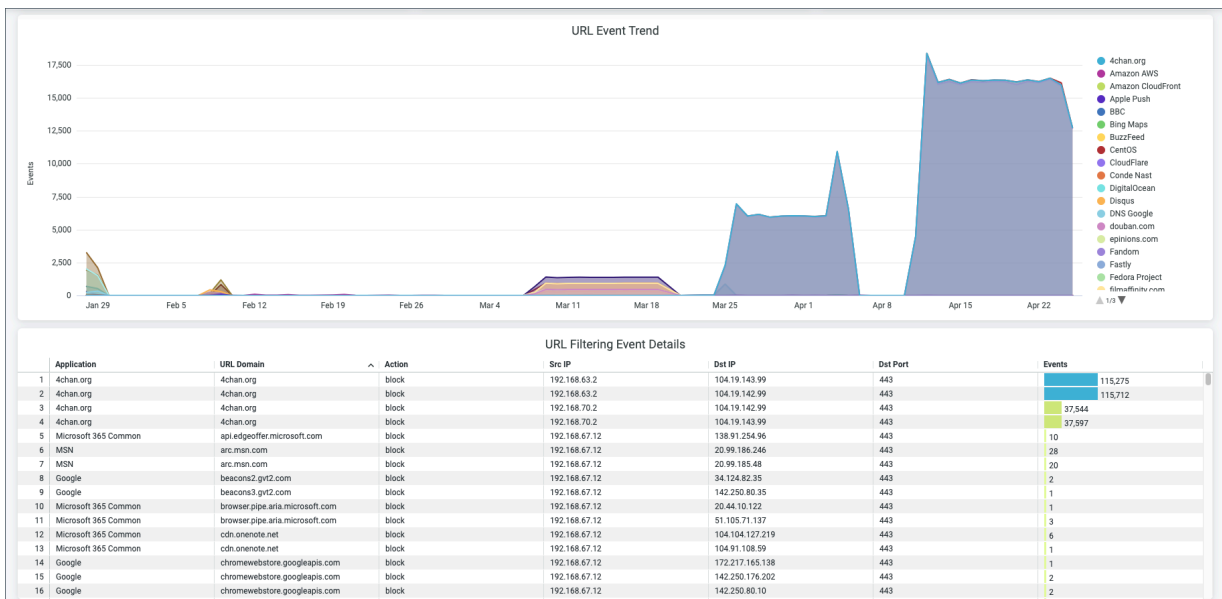 URL Event Trend
17,500
15,000
12,500
10,000
7,500
5,000
2,500
0
Events
Jan 29 Feb 5 Feb 12 Feb 19 Feb 26 Mar 4 Mar 11 Mar 18 Mar 25 Apr 1 Apr 8 Apr 15 Apr 22
4chan.org
Amazon AWS
Amazon CloudFront
Apple Push
BBC
Bing Maps
BuzzFeed
CentOS
CloudFlare
Conde Nast
DigitalOcean
Disqus
DNS Google
douban.com
epinions.com
Fandom
Fastly
Fedora Project
filmaffinity.com
1/3
URL Filtering Event Details
Application URL Domain Action Src IP Dst IP Dst Port Events
1 4chan.org 4chan.org block 192.168.63.2 104.19.143.99 443 115,275
2 4chan.org 4chan.org block 192.168.63.2 104.19.142.99 443 115,712
3 4chan.org 4chan.org block 192.168.70.2 104.19.142.99 443 37,544
4 4chan.org 4chan.org block 192.168.70.2 104.19.143.99 443 37,597
5 Microsoft 365 Common api.edgeoffer.microsoft.com block 192.168.67.12 138.91.254.96 443 10
6 MSN arc.msn.com block 192.168.67.12 20.99.186.246 443 28
7 MSN arc.msn.com block 192.168.67.12 20.99.185.48 443 20
8 Google beacons2.gvt2.com block 192.168.67.12 34.124.82.35 443 2
9 Google beacons3.gvt2.com block 192.168.67.12 142.250.80.35 443 1
10 Microsoft 365 Common browser.pipe.aria.microsoft.com block 192.168.67.12 20.44.10.122 443 1
11 Microsoft 365 Common browser.pipe.aria.microsoft.com block 192.168.67.12 51.105.71.137 443 3
12 Microsoft 365 Common cdn.onenote.net block 192.168.67.12 104.104.127.219 443 6
13 Microsoft 365 Common cdn.onenote.net block 192.168.67.12 104.91.108.59 443 1
14 Google chromewebstore.googleapis.com block 192.168.67.12 172.217.165.138 443 1
15 Google chromewebstore.googleapis.com block 192.168.67.12 142.250.176.202 443 2
16 Google chromewebstore.googleapis.com block 192.168.67.12 142.250.80.10 443 2